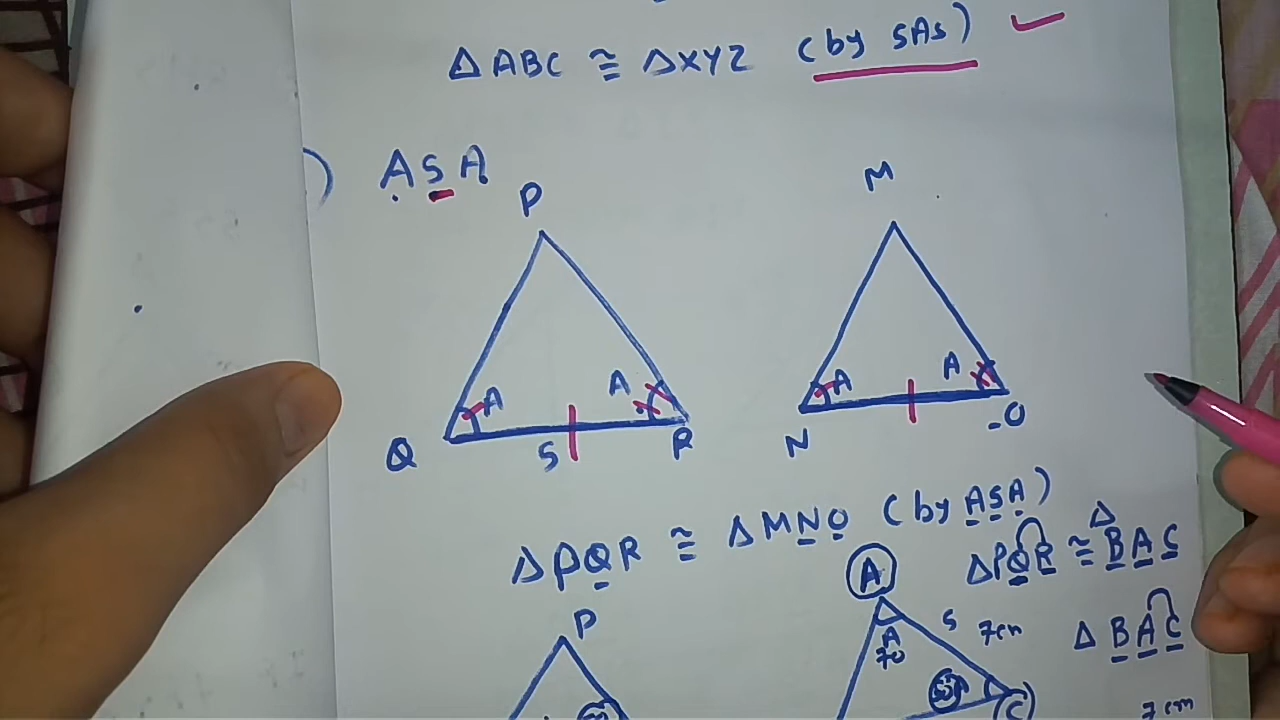 △ABC ≅ △XYZ (by SAS) ✓
) ASA
P
M
A
A
A
A
Q
S
R
N
O
△PQR ≅ △MNO (by ASA)
△PQR ≅ △BAC
A
P
S
7cm
△BAC
A
70
C
7cm